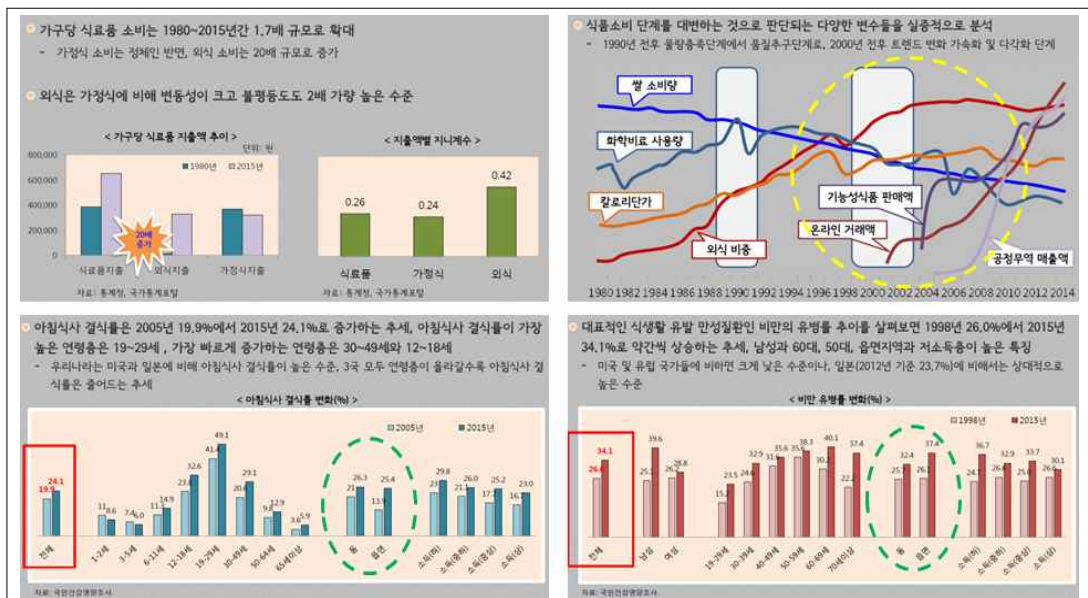 가구당 식료품 소비는 1980~2015년간 1.7배 규모로 확대
- 가정식 소비는 정체인 반면, 외식 소비는 20배 규모로 증가
외식은 가정식에 비해 변동성이 크고 불평등도도 2배 가량 높은 수준
< 가구당 식료품 지출액 추이 >
단위: 원
800,000
600,000
400,000
200,000
0
1980년
2015년
20배
증가
식료품지출
외식지출
가정식지출
자료: 통계청, 국가통계포탈
< 지출액별 지니계수 >
0.26
0.24
0.42
식료품
가정식
외식
자료: 통계청, 국가통계포탈
식품소비 단계를 대변하는 것으로 판단되는 다양한 변수들을 실증적으로 분석
- 1990년 전후 물량충족단계에서 품질추구단계로, 2000년 전후 트렌드 변화 가속화 및 다각화 단계
쌀 소비량
화학비료 사용량
칼로리단가
외식 비중
기능성식품 판매액
온라인 거래액
공정무역 매출액
1980 1982 1984 1986 1988 1990 1992 1994 1996 1998 2000 2002 2004 2006 2008 2010 2012 2014
아침식사 결식률은 2005년 19.9%에서 2015년 24.1%로 증가하는 추세, 아침식사 결식률이 가장
높은 연령층은 19~29세 , 가장 빠르게 증가하는 연령층은 30~49세와 12~18세
- 우리나라는 미국과 일본에 비해 아침식사 결식률이 높은 수준, 3국 모두 연령층이 올라갈수록 아침식사 결
식률은 줄어드는 추세
< 아침식사 결식률 변화(%) >
2005년
2015년
19.9
24.1
8.6
7.4
6.0
14.9
32.6
49.1
29.1
9.8
12.9
3.6
5.9
26.3
13.9
25.4
29.8
26.0
25.2
23.0
전체
1-2세
3-5세
6-11세
12-18세
19-29세
30-49세
50-64세
65세이상
동
읍면
소득(하)
소득(중하)
소득(중상)
소득(상)
자료: 국민건강영양조사.
대표적인 식생활 유발 만성질환인 비만의 유병률 추이를 살펴보면 1998년 26.0%에서 2015년
34.1%로 약간씩 상승하는 추세, 남성과 60대, 50대, 읍면지역과 저소득층이 높은 특징
- 미국 및 유럽 국가들에 비하면 크게 낮은 수준이나, 일본(2012년 기준 23.7%)에 비해서는 상대적으로
높은 수준
< 비만 유병률 변화(%) >
1998년
2015년
34.1
39.6
28.8
23.5
32.9
35.6
38.3
40.1
37.4
32.4
37.4
36.7
32.9
33.7
30.1
전체
남성
여성
19-29세
30-39세
40-49세
50-59세
60-69세
70세이상
동
읍면
소득(하)
소득(중하)
소득(중상)
소득(상)
자료: 국민건강영양조사.